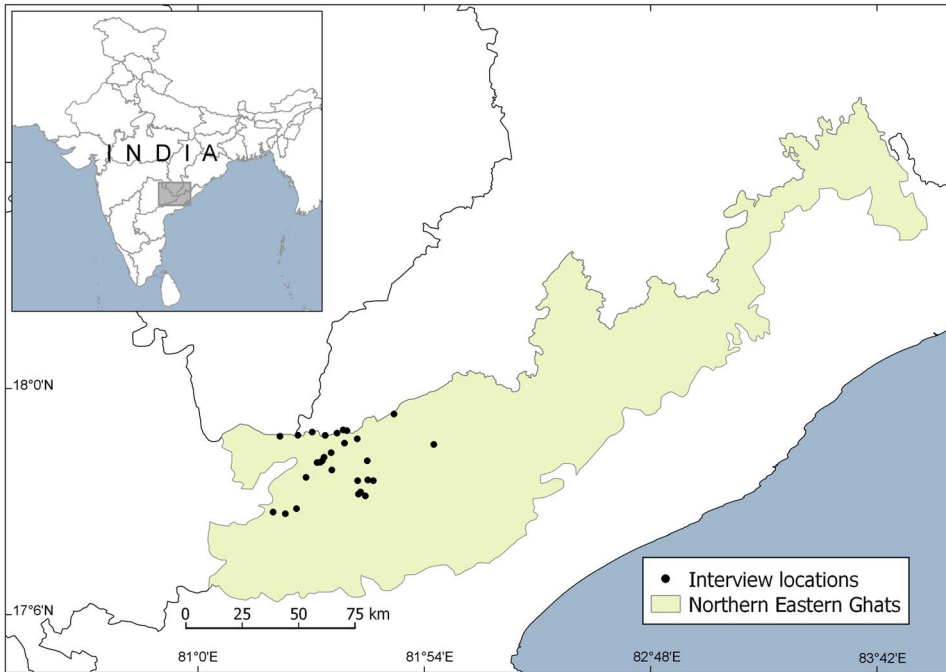 I N D I A
18°0'N
17°6'N
0 25 50 75 km
Interview locations
Northern Eastern Ghats
81°0'E 81°54'E 82°48'E 83°42'E